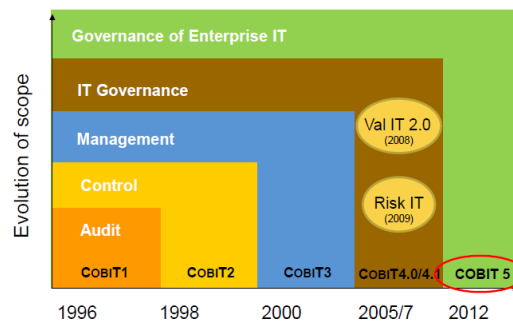 Evolution of scope
Governance of Enterprise IT
IT Governance
Val IT 2.0
(2008)
Management
Control
Risk IT
(2009)
Audit
COBIT1
COBIT2
COBIT3
COBIT4.0/4.1
COBIT 5
1996
1998
2000
2005/7
2012